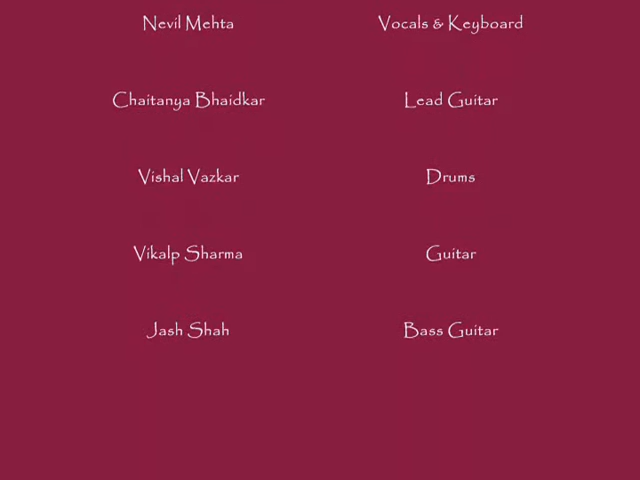 Nevil Mehta Vocals & Keyboard
Chaitanya Bhaidkar Lead Guitar
Vishal Vazkar Drums
Vikalp Sharma Guitar
Jash Shah Bass Guitar